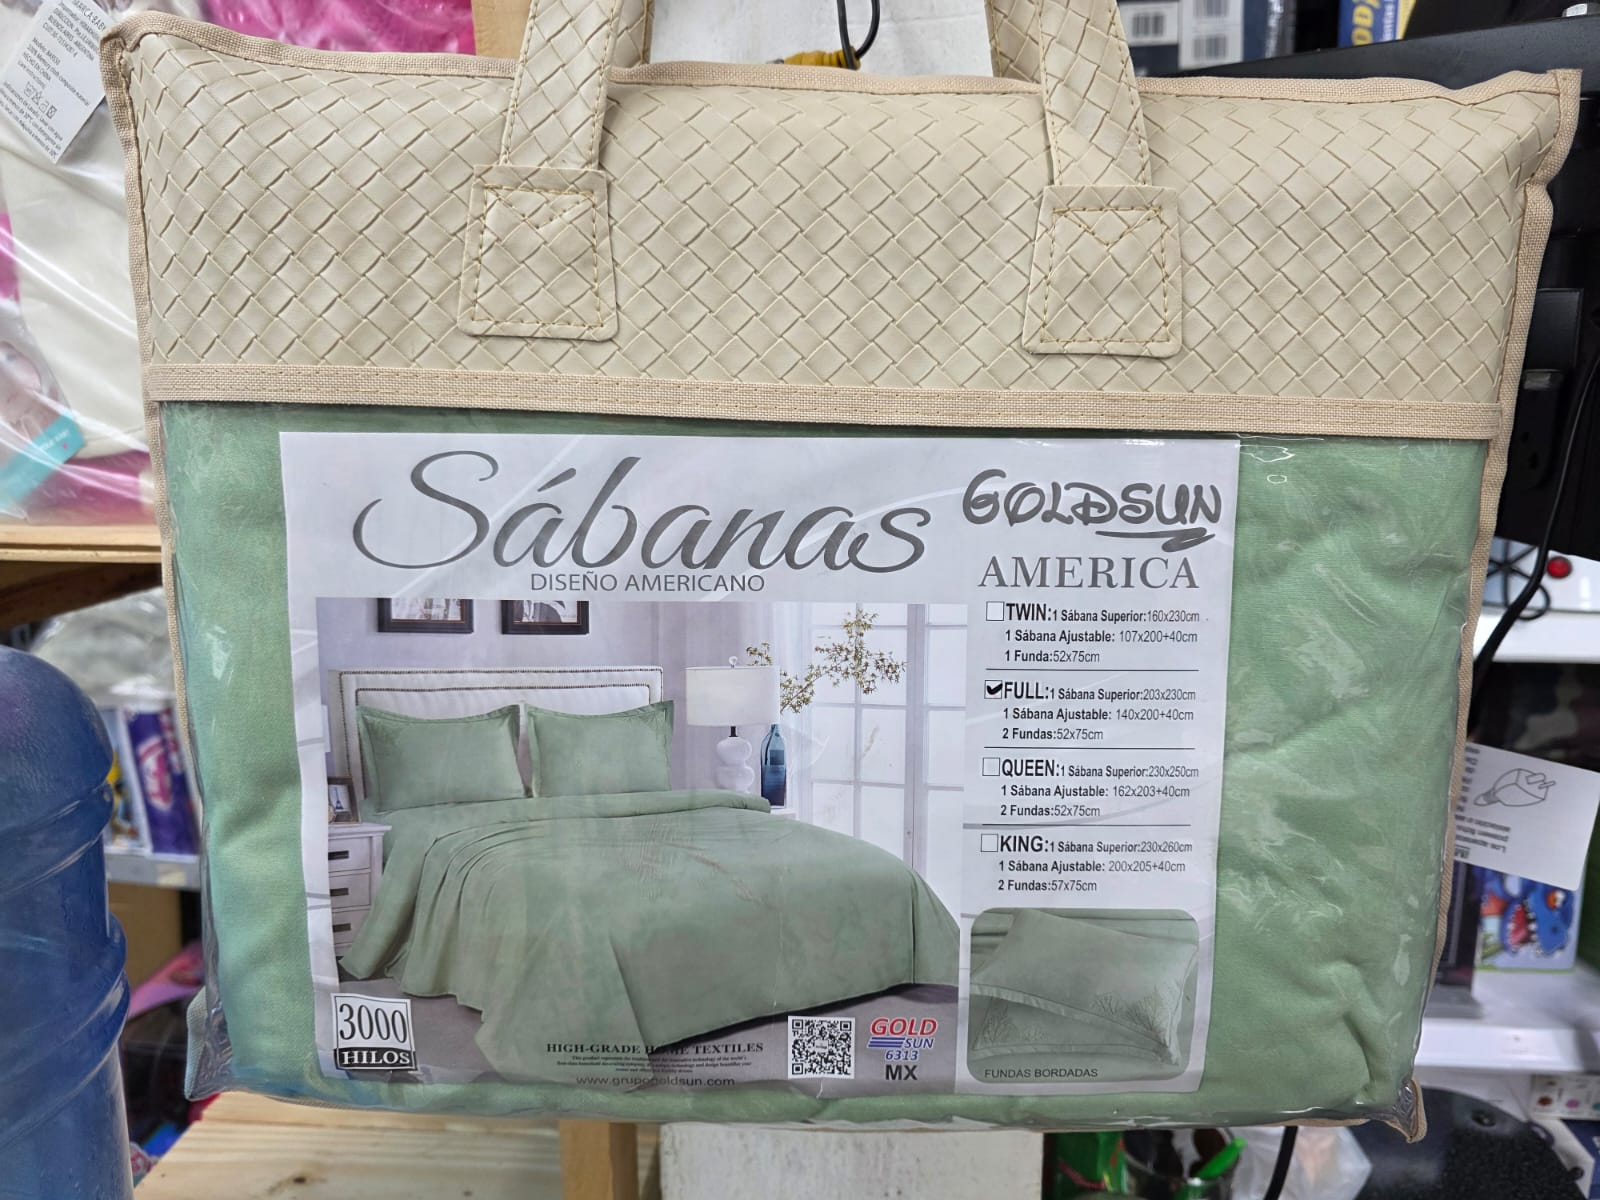 Sábanas
DISEÑO AMERICANO
GOLDSUN
AMERICA
TWIN:1 Sábana Superior:160x230cm
1 Sábana Ajustable: 107x200+40cm
1 Funda:52x75cm
FULL:1 Sábana Superior:203x230cm
1 Sábana Ajustable: 140x200+40cm
2 Fundas:52x75cm
QUEEN:1 Sábana Superior:230x250cm
1 Sábana Ajustable: 162x203+40cm
2 Fundas:52x75cm
KING:1 Sábana Superior:230x260cm
1 Sábana Ajustable: 200x205+40cm
2 Fundas:57x75cm
FUNDAS BORDADAS
3000
HILOS
HIGH-GRADE HOME TEXTILES
www.grupogoldsun.com
GOLD
SUN
6313
MX